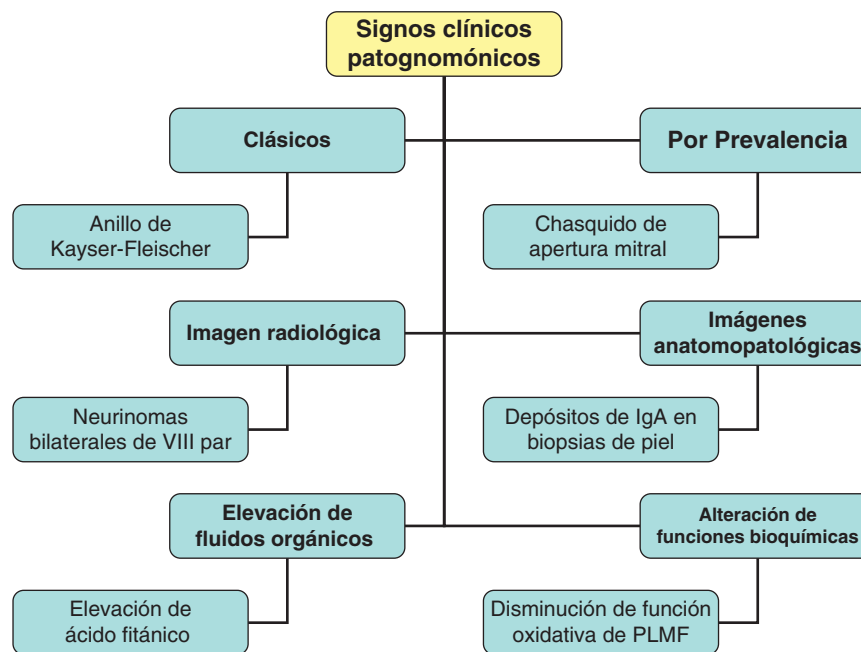 Signos clínicos
patognomónicos
Clásicos
Por Prevalencia
Anillo de
Kayser-Fleischer
Chasquido de
apertura mitral
Imagen radiológica
Imágenes
anatomopatológicas
Neurinomas
bilaterales de VIII par
Depósitos de IgA en
biopsias de piel
Elevación de
fluidos orgánicos
Alteración de
funciones bioquímicas
Elevación de
ácido fitánico
Disminución de función
oxidativa de PLMF